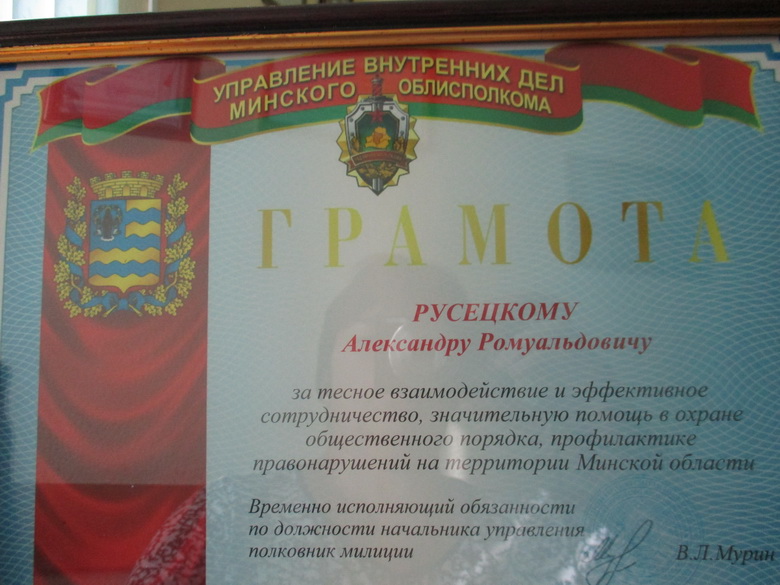 УПРАВЛЕНИЕ ВНУТРЕННИХ ДЕЛ
МИНСКОГО ОБЛИСПОЛКОМА
ГРАМОТА
РУСЕЦКОМУ
Александру Ромуальдовичу
за тесное взаимодействие и эффективное
сотрудничество, значительную помощь в охране
общественного порядка, профилактике
правонарушений на территории Минской области
Временно исполняющий обязанности
по должности начальника управления
полковник милиции В.Л.Мурин